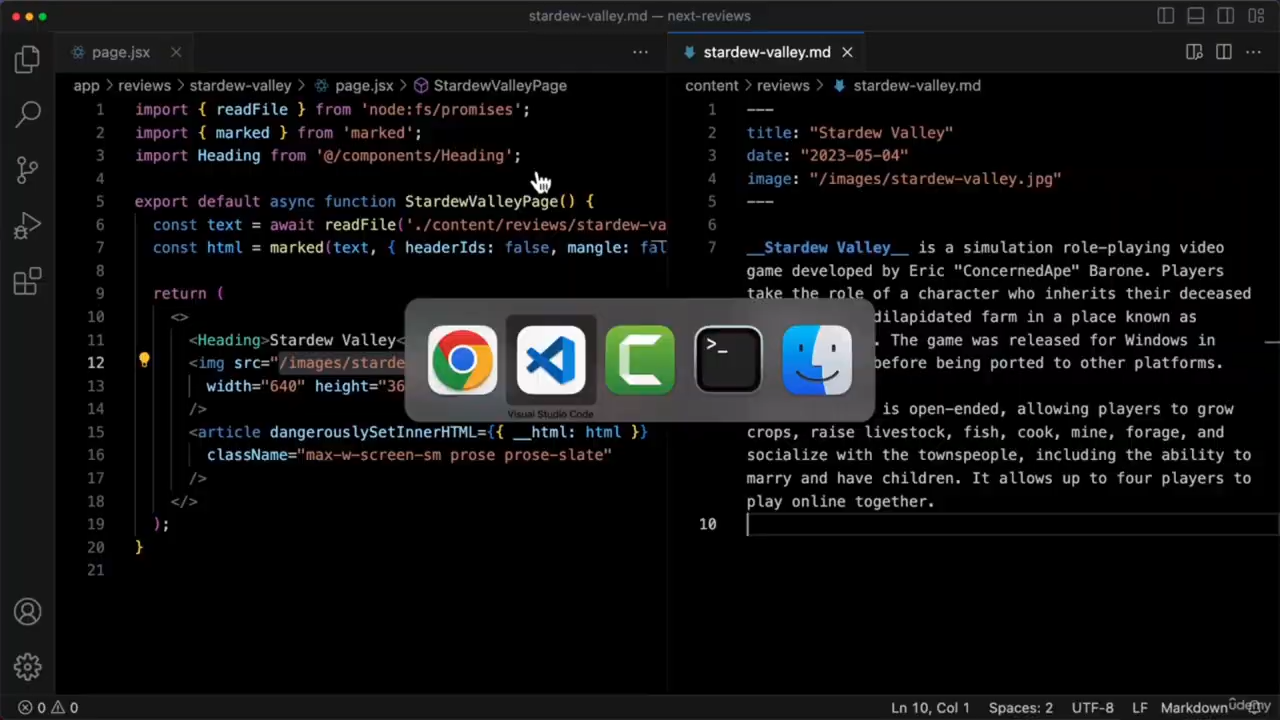 stardew-valley.md — next-reviews
page.jsx
stardew-valley.md
app > reviews > stardew-valley > page.jsx > StardewValleyPage
content > reviews > stardew-valley.md
1 import { readFile } from 'node:fs/promises';
2 import { marked } from 'marked';
3 import Heading from '@/components/Heading';
4
5 export default async function StardewValleyPage() {
6 const text = await readFile('./content/reviews/stardew-va
7 const html = marked(text, { headerIds: false, mangle: fal
8
9 return (
10 <>
11 <Heading>Stardew Valley<
12 <img src="/images/starde
13 width="640" height="36
14 />
15 <article dangerouslySetInnerHTML={{ __html: html }}
16 className="max-w-screen-sm prose prose-slate"
17 />
18 </>
19 );
20 }
21
1 ---
2 title: "Stardew Valley"
3 date: "2023-05-04"
4 image: "/images/stardew-valley.jpg"
5 ---
6
7 __Stardew Valley__ is a simulation role-playing video
game developed by Eric "ConcernedApe" Barone. Players
take the role of a character who inherits their deceased
dilapidated farm in a place known as
. The game was released for Windows in
before being ported to other platforms.
is open-ended, allowing players to grow
crops, raise livestock, fish, cook, mine, forage, and
socialize with the townspeople, including the ability to
marry and have children. It allows up to four players to
play online together.
10
Visual Studio Code
0 0
Ln 10, Col 1 Spaces: 2 UTF-8 LF Markdown
udemy